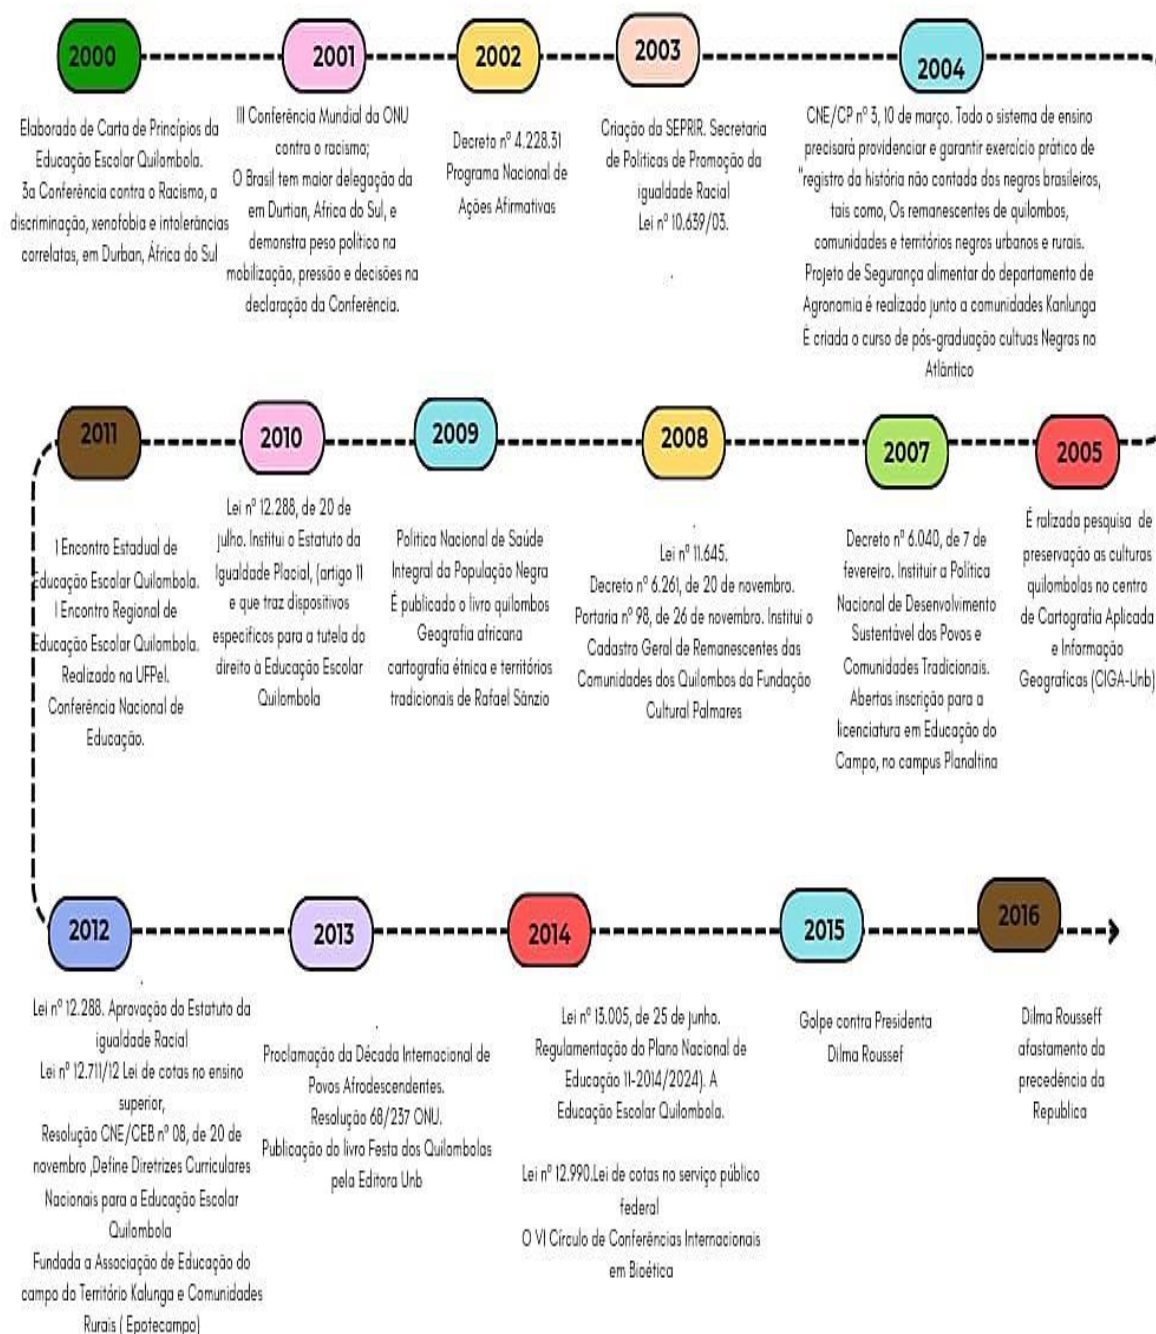 2000
Elaborado de Carta de Princípios da
Educação Escolar Quilombola.
3a Conferência contra o Racismo, a
discriminação, xenofobia e intolerâncias
correlatas, em Durban, África do Sul
2001
III Conferência Mundial da ONU
contra o racismo;
O Brasil tem maior delegação da
em Durtian, Africa do Sul, e
demonstra peso político na
mobilização, pressão e decisões na
declaração da Conferência.
2002
Decreto nº 4.228.31
Programa Nacional de
Ações Afirmativas
2003
Criação da SEPRIR. Secretaria
de Políticas de Promoção da
igualdade Racial
Lei nº 10.639/03.
2004
CNE/CP nº 3, 10 de março. Todo o sistema de ensino
precisará providenciar e garantir exercício prático de
"registro da história não contada dos negros brasileiros,
tais como, Os remanescentes de quilombos,
comunidades e territórios negros urbanos e rurais.
Projeto de Segurança alimentar do departamento de
Agronomia é realizado junto a comunidades Kanlunga
É criada o curso de pós-graduação cultuas Negras no
Atlântico
2011
I Encontro Estadual de
Educação Escolar Quilombola.
I Encontro Regional de
Educação Escolar Quilombola.
Realizado na UFPel.
Conferência Nacional de
Educação.
2010
Lei nº 12.288, de 20 de
julho. Institui o Estatuto da
Igualdade Placial, (artigo 11
e que traz dispositivos
especificos para a tutela do
direito à Educação Escolar
Quilombola
2009
Política Nacional de Saúde
Integral da População Negra
É publicado o livro quilombos
Geografia africana
cartografia étnica e territórios
tradicionais de Rafael Sánzio
2008
Lei nº 11.645.
Decreto nº 6.261, de 20 de novembro.
Portaria nº 98, de 26 de novembro. Institui o
Cadastro Geral de Remanescentes das
Comunidades dos Quilombos da Fundação
Cultural Palmares
2007
Decreto nº 6.040, de 7 de
fevereiro. Instituir a Política
Nacional de Desenvolvimento
Sustentável dos Povos e
Comunidades Tradicionais.
Abertas inscrição para a
licenciatura em Educação do
Campo, no campus Planaltina
2005
É ralizada pesquisa de
preservação as culturas
quilombolas no centro
de Cartografia Aplicada
e Informação
Geograficas (CIGA-Unb)
2012
Lei nº 12.288. Aprovação do Estatuto da
igualdade Racial
Lei nº 12.711/12 Lei de cotas no ensino
superior,
Resolução CNE/CEB nº 08, de 20 de
novembro ,Define Diretrizes Curriculares
Nacionais para a Educação Escolar
Quilombola
Fundada a Associação de Educação do
campo do Território Kalunga e Comunidades
Rurais ( Epotecampo)
2013
Proclamação da Década Internacional de
Povos Afrodescendentes.
Resolução 68/237 ONU.
Publicação do livro Festa dos Quilombolas
pela Editora Unb
2014
Lei nº 13.005, de 25 de junho.
Regulamentação do Plano Nacional de
Educação 11-2014/2024). A
Educação Escolar Quilombola.
Lei nº 12.990.Lei de cotas no serviço público
federal
O VI Círculo de Conferências Internacionais
em Bioética
2015
Golpe contra Presidenta
Dilma Roussef
2016
Dilma Rousseff
afastamento da
precedência da
Republica